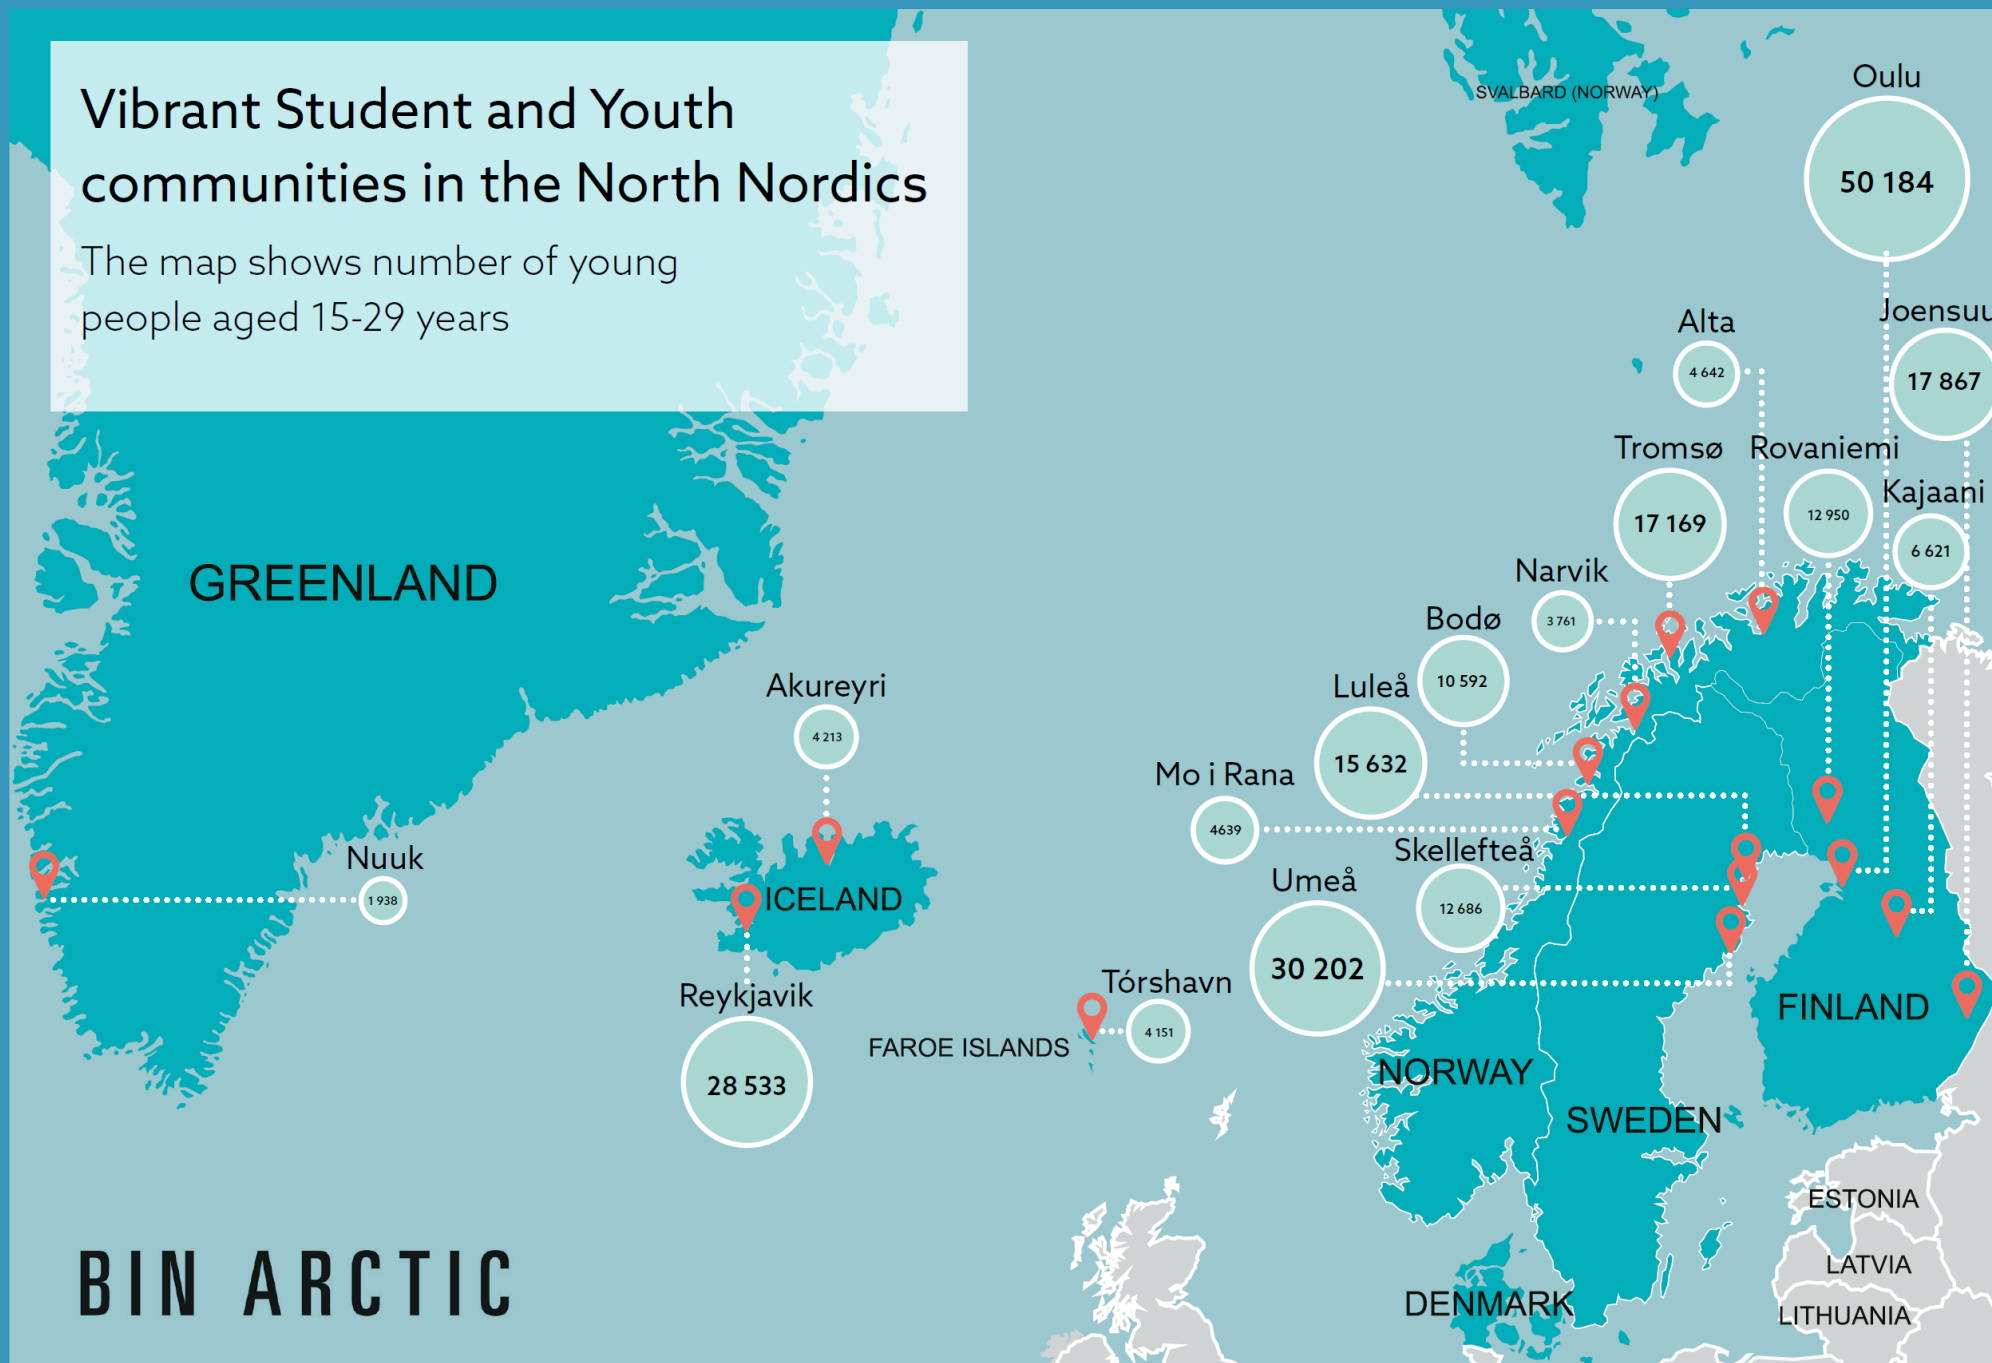 Vibrant Student and Youth
communities in the North Nordics
The map shows number of young
people aged 15-29 years
SVALBARD (NORWAY)
Oulu
50 184
Joensuu
17 867
Alta
4 642
Tromsø
17 169
Rovaniemi
12 950
Kajaani
6 621
Narvik
3 761
Bodø
10 592
Luleå
15 632
Mo i Rana
4639
Skellefteå
12 686
Umeå
30 202
GREENLAND
Nuuk
1 938
Akureyri
4 213
ICELAND
Reykjavik
28 533
Tórshavn
4 151
FAROE ISLANDS
NORWAY
SWEDEN
FINLAND
ESTONIA
LATVIA
LITHUANIA
DENMARK
BIN ARCTIC